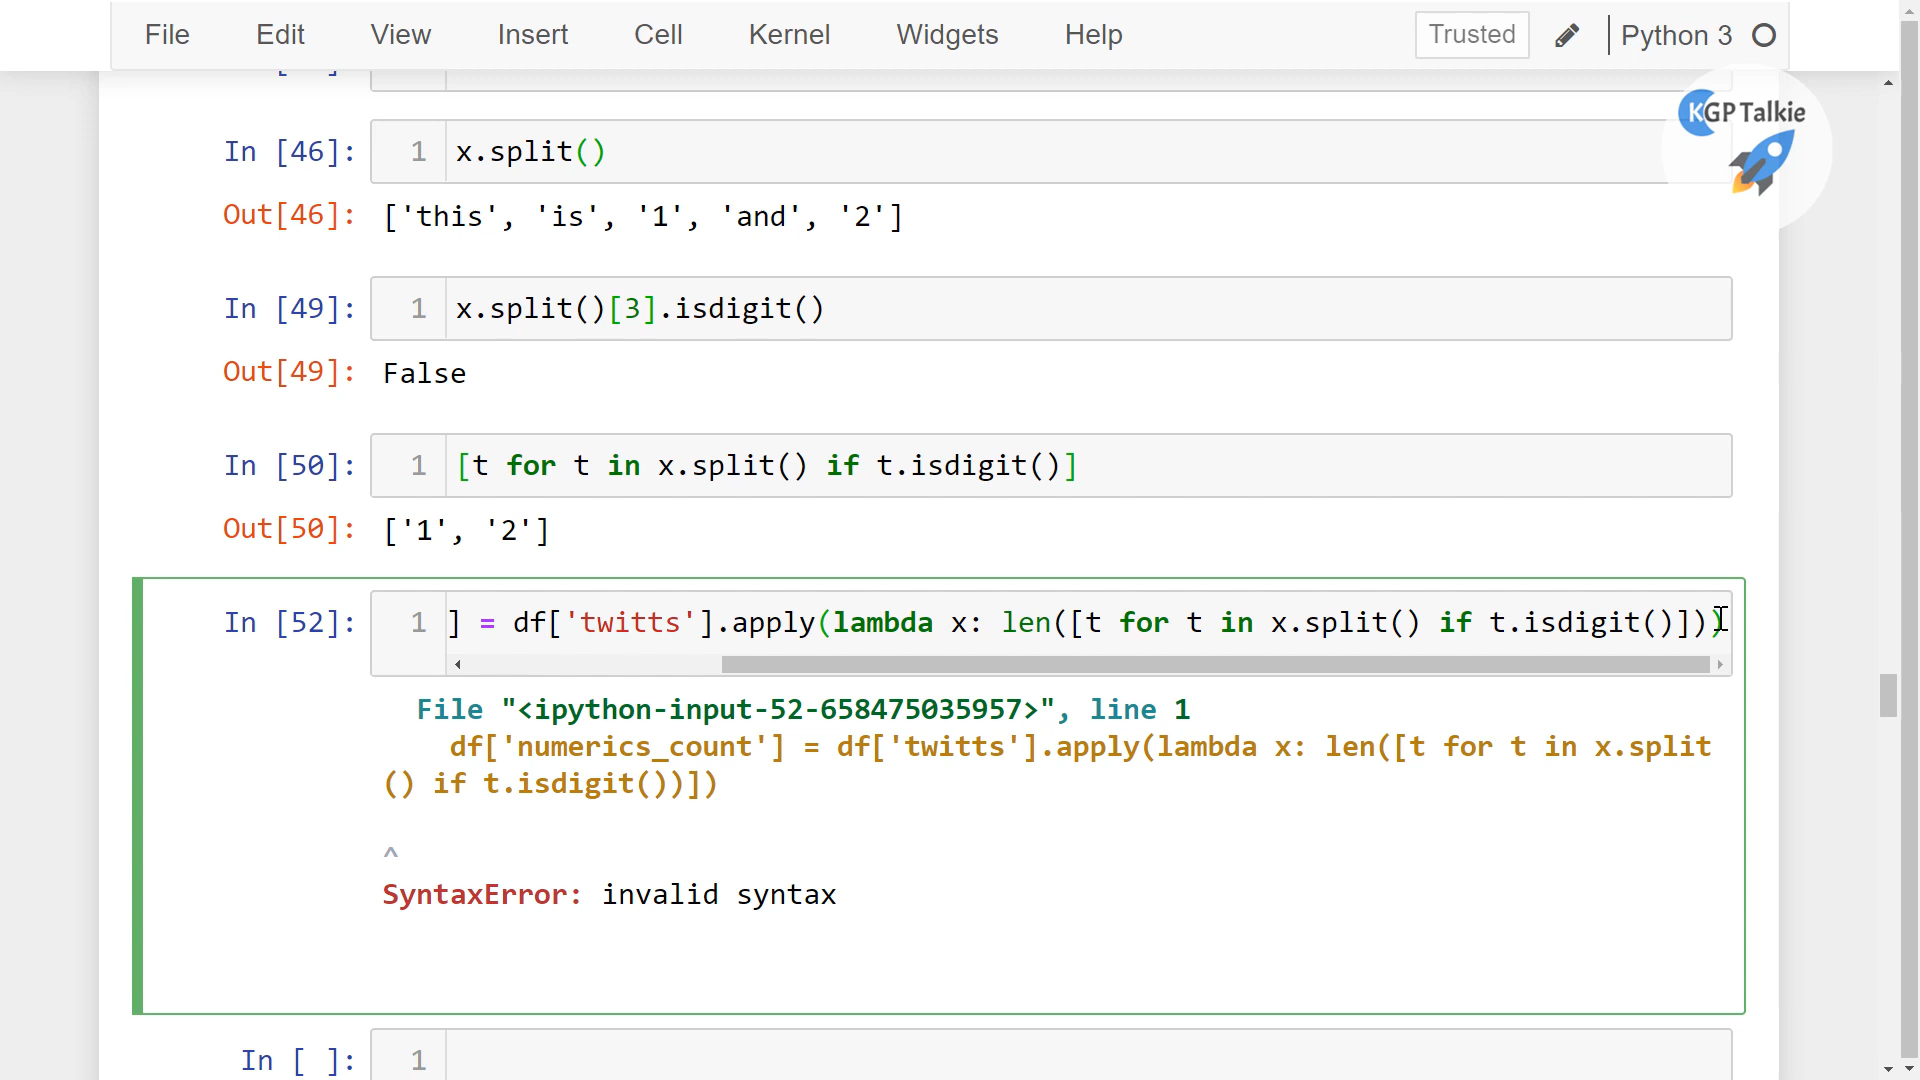 File Edit View Insert Cell Kernel Widgets Help Trusted Python 3
KGP Talkie
In [46]: 1 x.split()
Out[46]: ['this', 'is', '1', 'and', '2']
In [49]: 1 x.split()[3].isdigit()
Out[49]: False
In [50]: 1 [t for t in x.split() if t.isdigit()]
Out[50]: ['1', '2']
In [52]: 1 ] = df['twitts'].apply(lambda x: len([t for t in x.split() if t.isdigit()]))
File "<ipython-input-52-658475035957>", line 1
df['numerics_count'] = df['twitts'].apply(lambda x: len([t for t in x.split
() if t.isdigit())])
^
SyntaxError: invalid syntax
In [ ]: 1